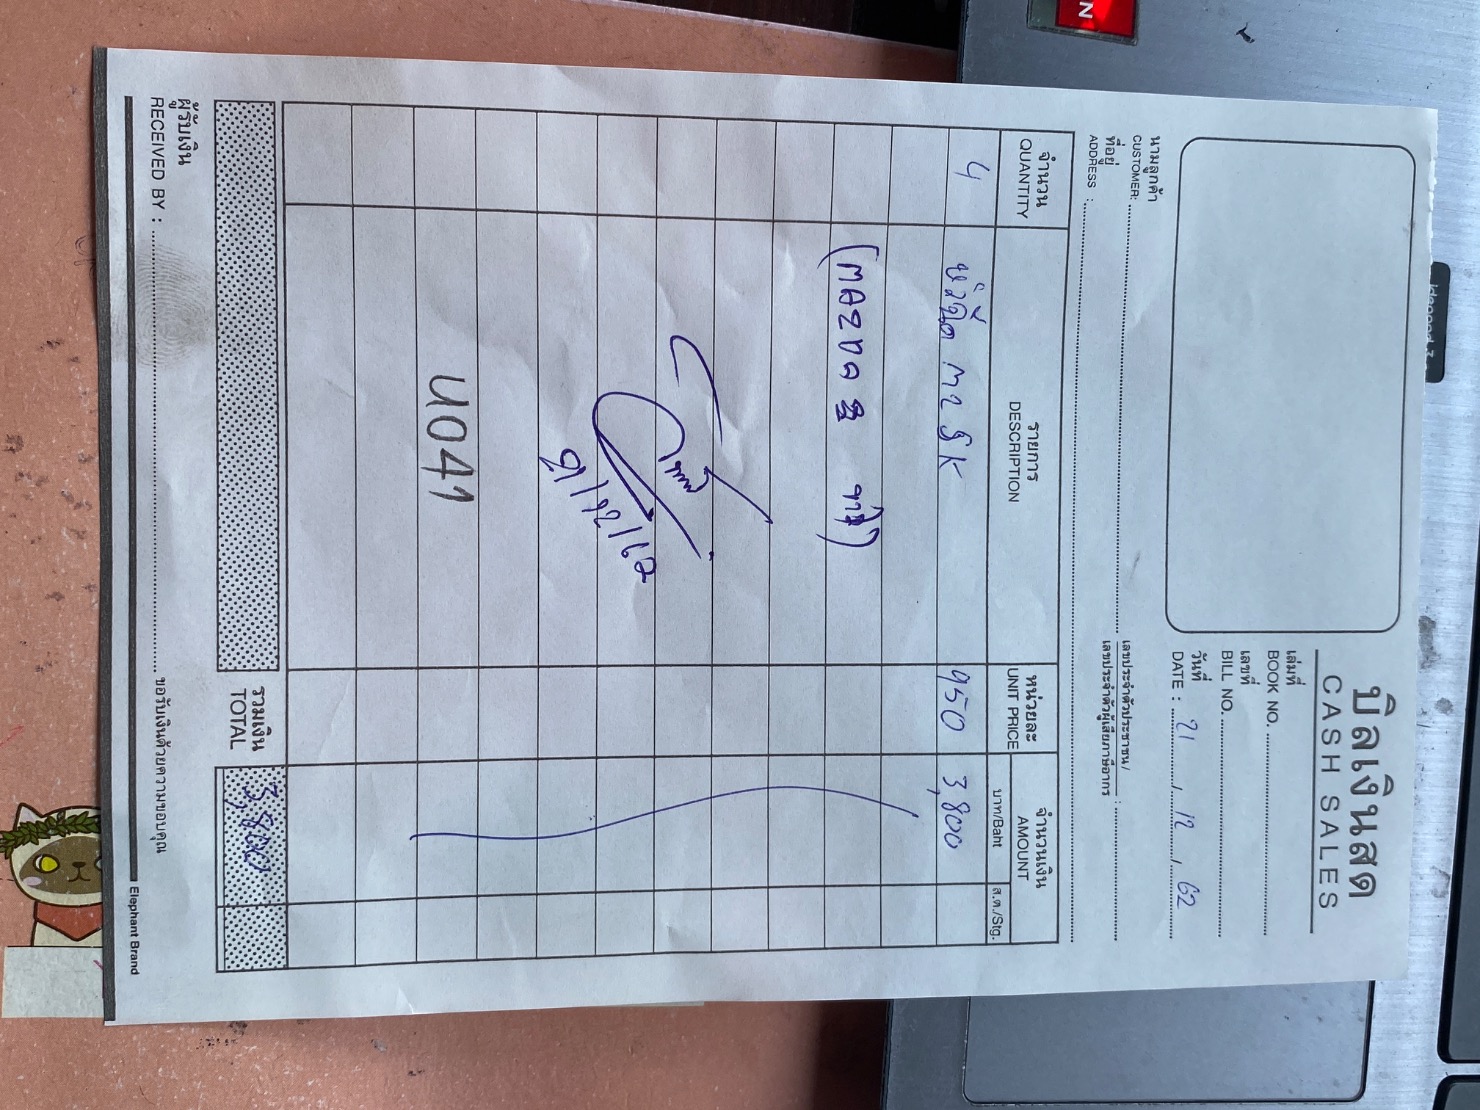 บิลเงินสด
CASH SALES
เล่มที่
BOOK NO.
เลขที่
BILL NO.
วันที่
DATE : 21 / 12 / 62
นามลูกค้า
CUSTOMER:
เลขประจำตัวประชาชน/
เลขประจำตัวผู้เสียภาษีอากร :
ที่อยู่
ADDRESS :
จำนวน
QUANTITY
รายการ
DESCRIPTION
หน่วยละ
UNIT PRICE
จำนวนเงิน
AMOUNT
บาท/Baht
ส.ต./Stg.
4 หัวฉีด 950 3,800
(MAZDA
21/12/62
U041
รวมเงิน
TOTAL
3,800
ผู้รับเงิน
RECEIVED BY :
ขอรับเงินด้วยความขอบคุณ
Elephant Brand